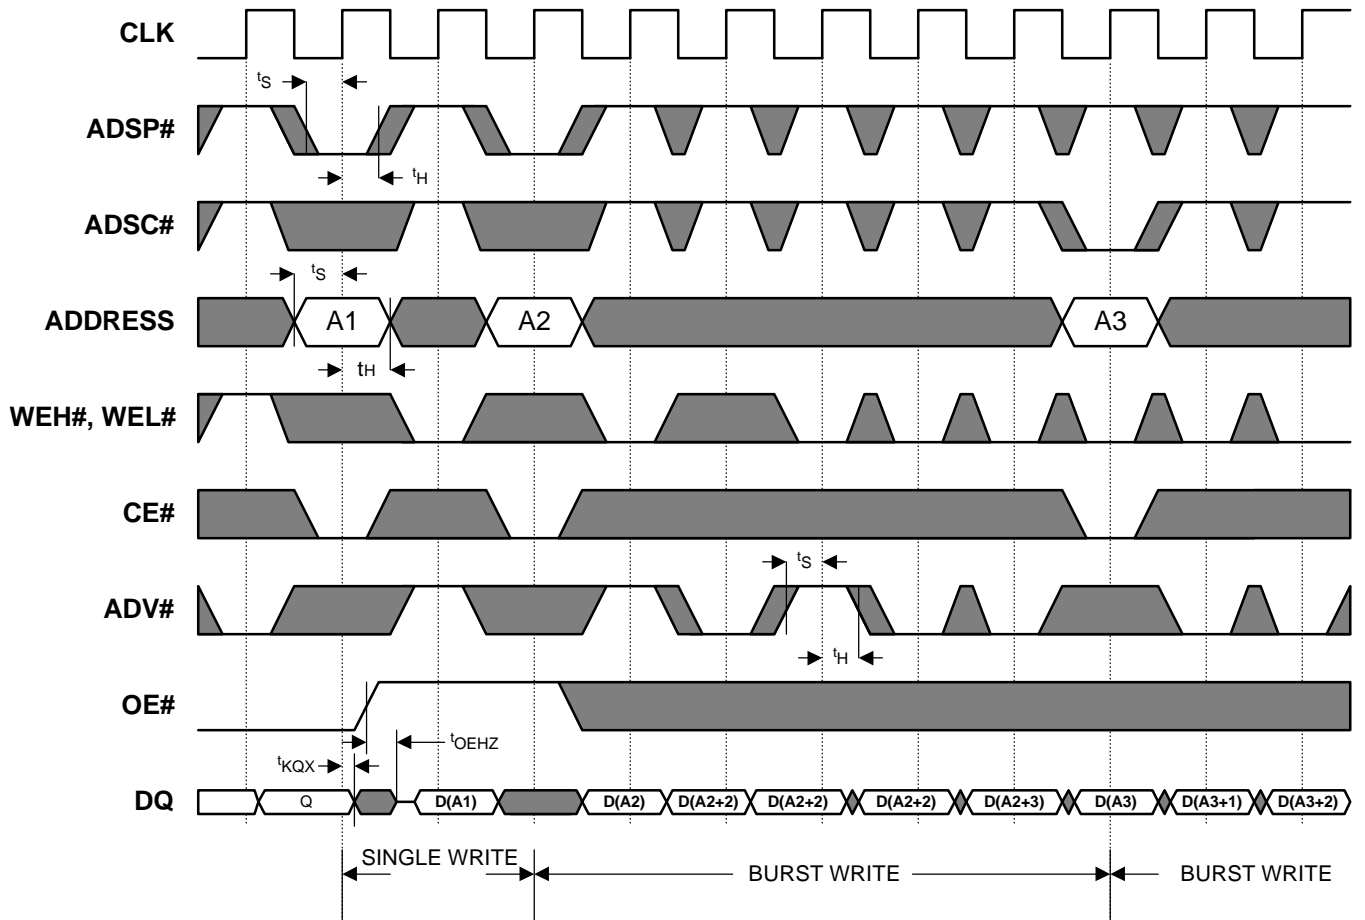 CLK
tS
ADSP#
tH
ADSC#
tS
ADDRESS A1 A2 A3
tH
WEH#, WEL#
CE#
tS
ADV#
tH
OE#
tOEHZ
tKQX
DQ Q D(A1) D(A2) D(A2+2) D(A2+2) D(A2+2) D(A2+3) D(A3) D(A3+1) D(A3+2)
SINGLE WRITE BURST WRITE BURST WRITE